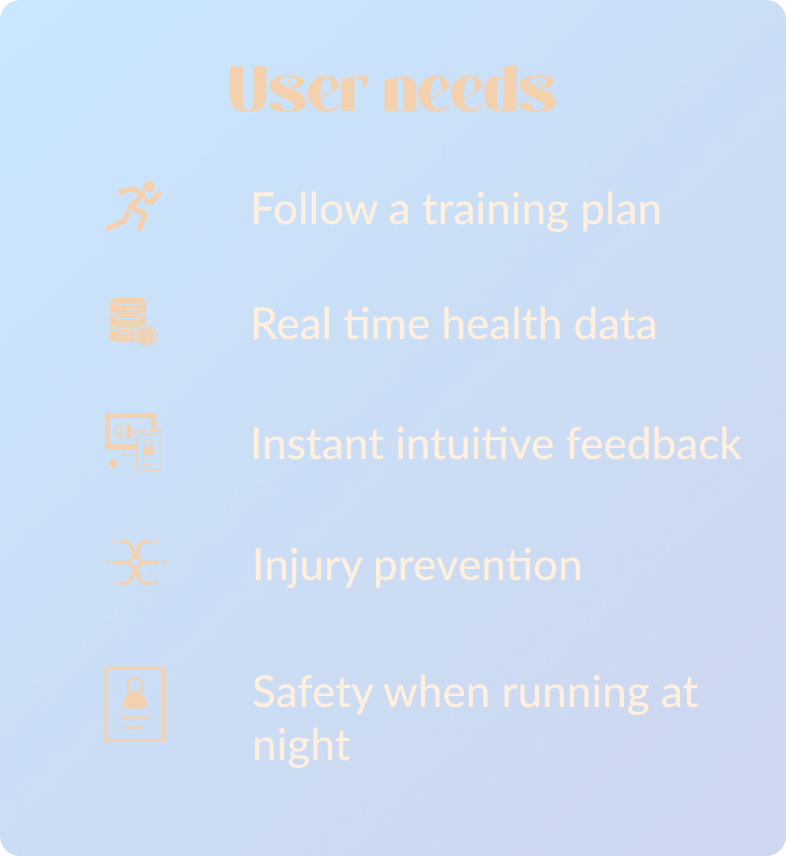 User needs
Follow a training plan
Real time health data
Instant intuitive feedback
Injury prevention
Safety when running at
night